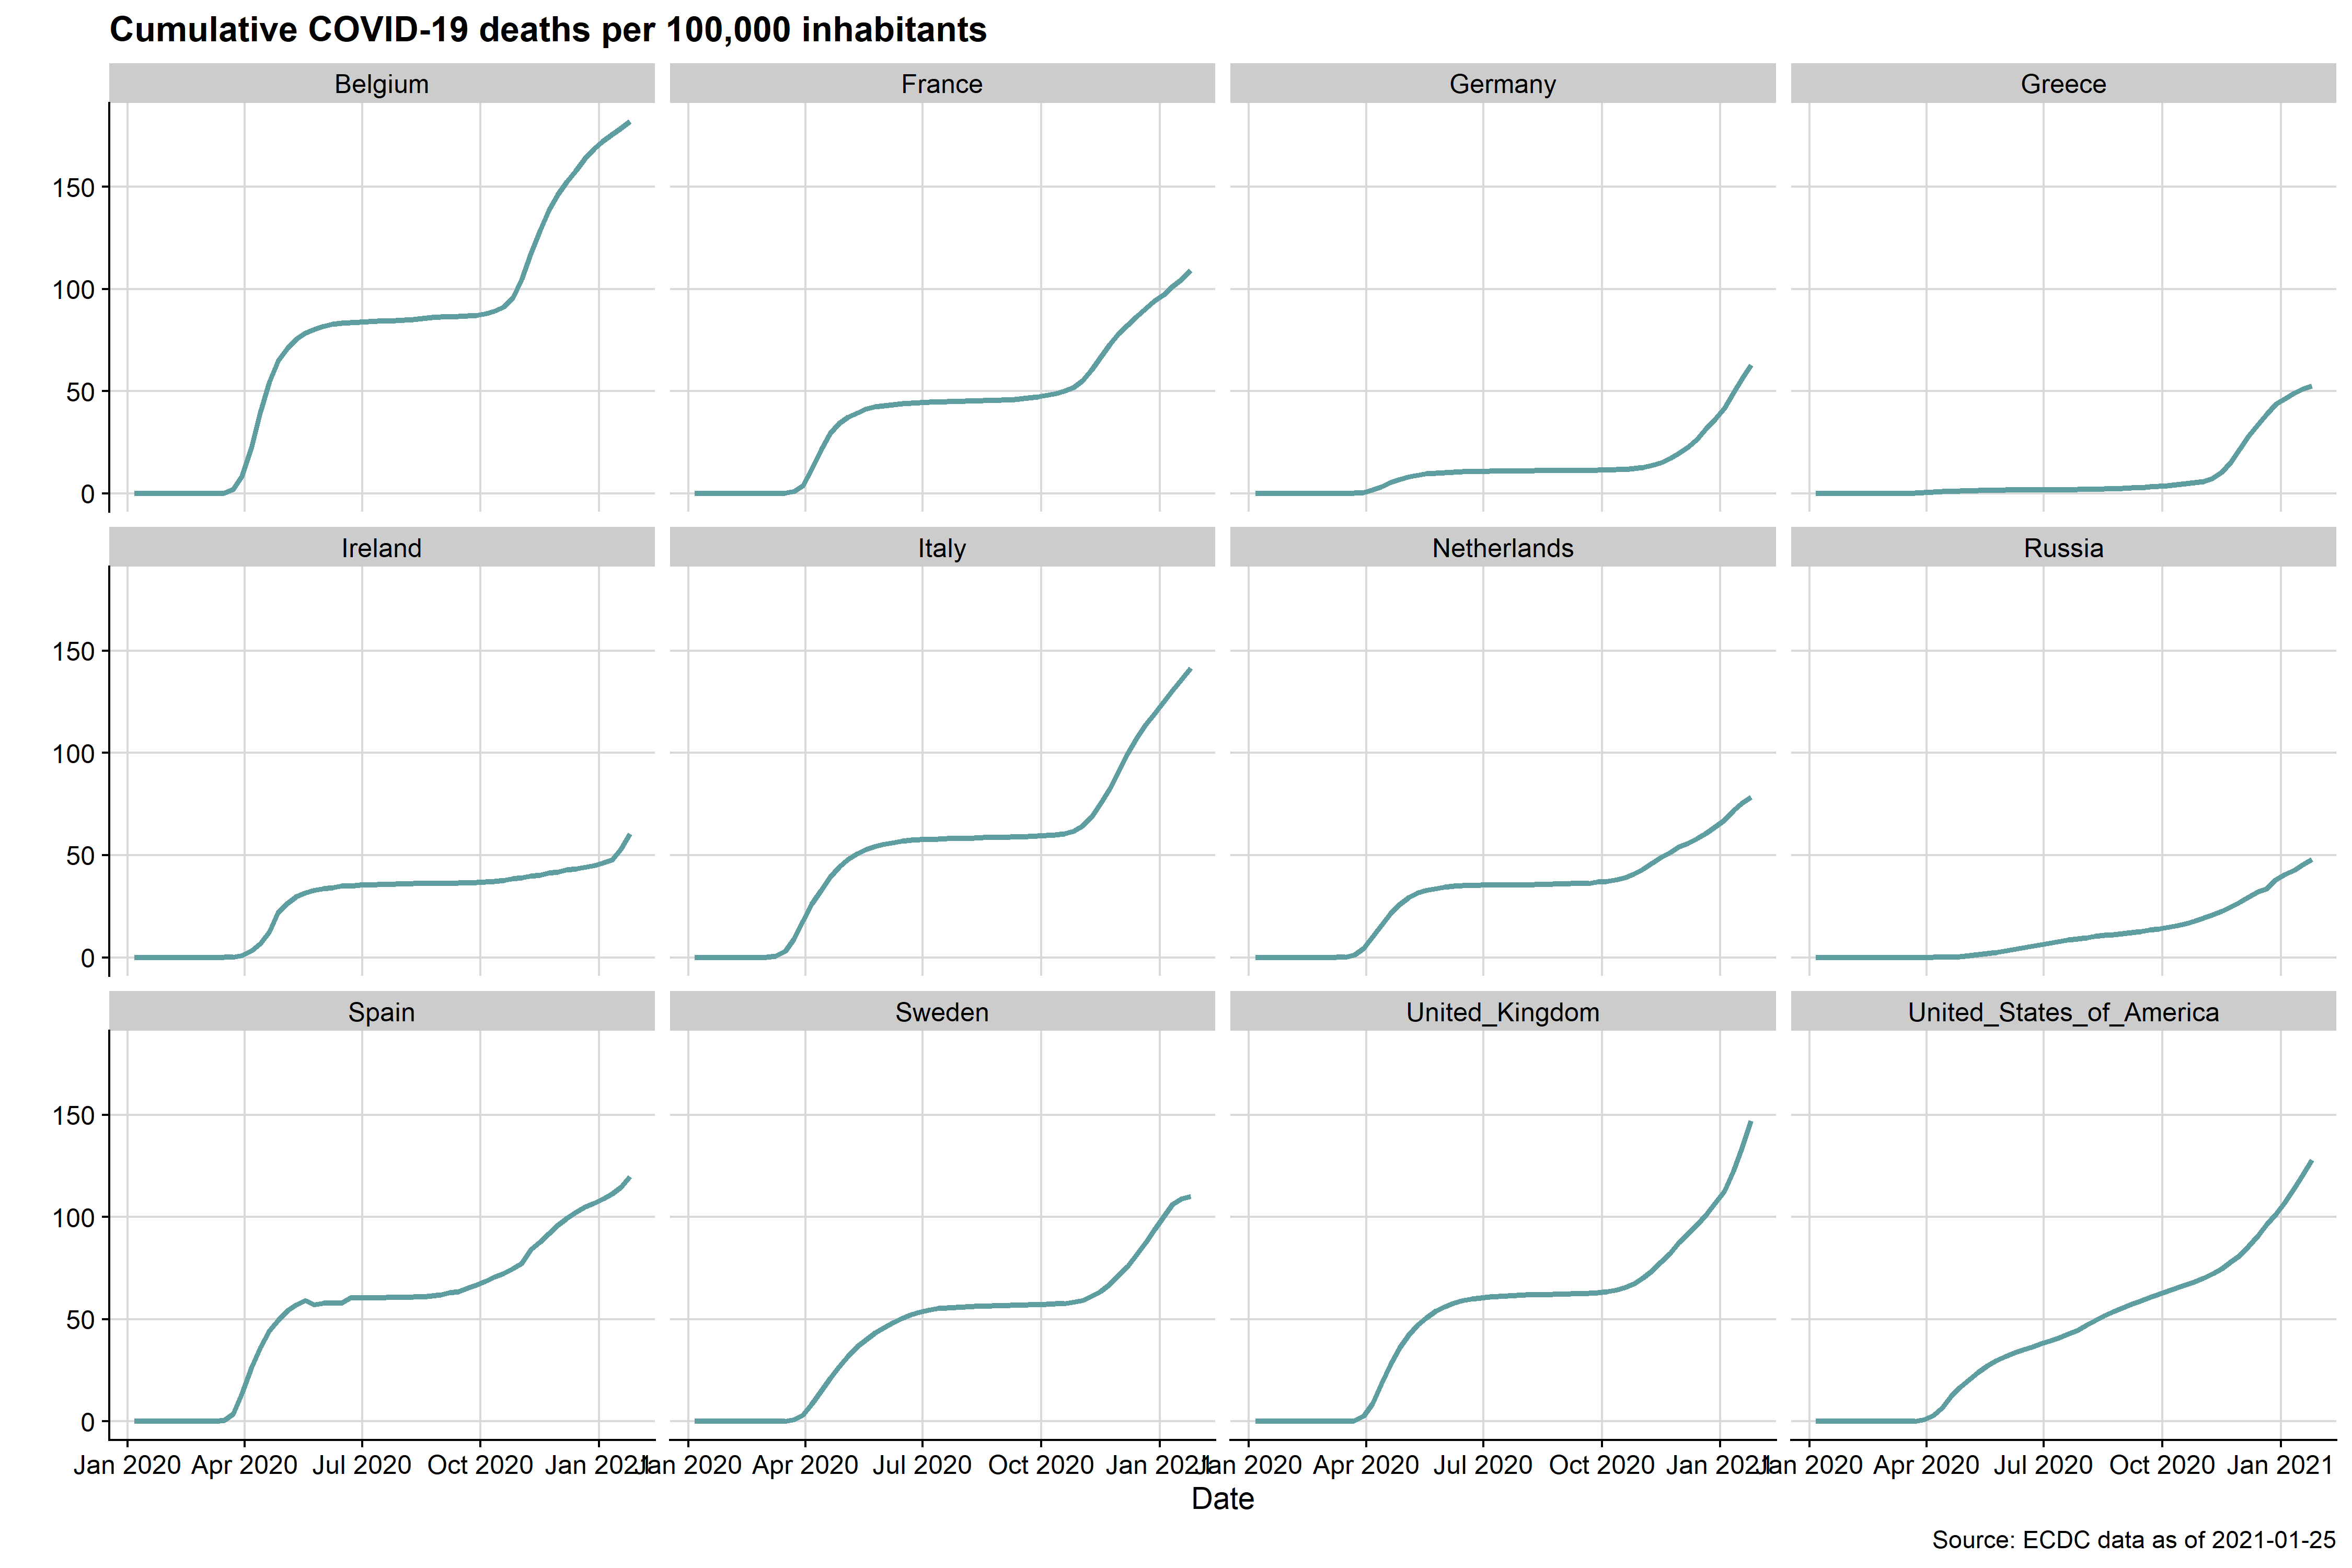 Cumulative COVID-19 deaths per 100,000 inhabitants
Belgium France Germany Greece
150
100
50
0
Ireland Italy Netherlands Russia
150
100
50
0
Spain Sweden United_Kingdom United_States_of_America
150
100
50
0
Jan 2020 Apr 2020 Jul 2020 Oct 2020 Jan 2021 Jan 2020 Apr 2020 Jul 2020 Oct 2020 Jan 2021 Jan 2020 Apr 2020 Jul 2020 Oct 2020 Jan 2021 Jan 2020 Apr 2020 Jul 2020 Oct 2020 Jan 2021
Date
Source: ECDC data as of 2021-01-25